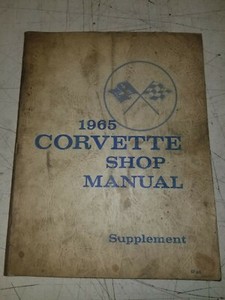 1965
CORVETTE
SHOP
MANUAL
Supplement